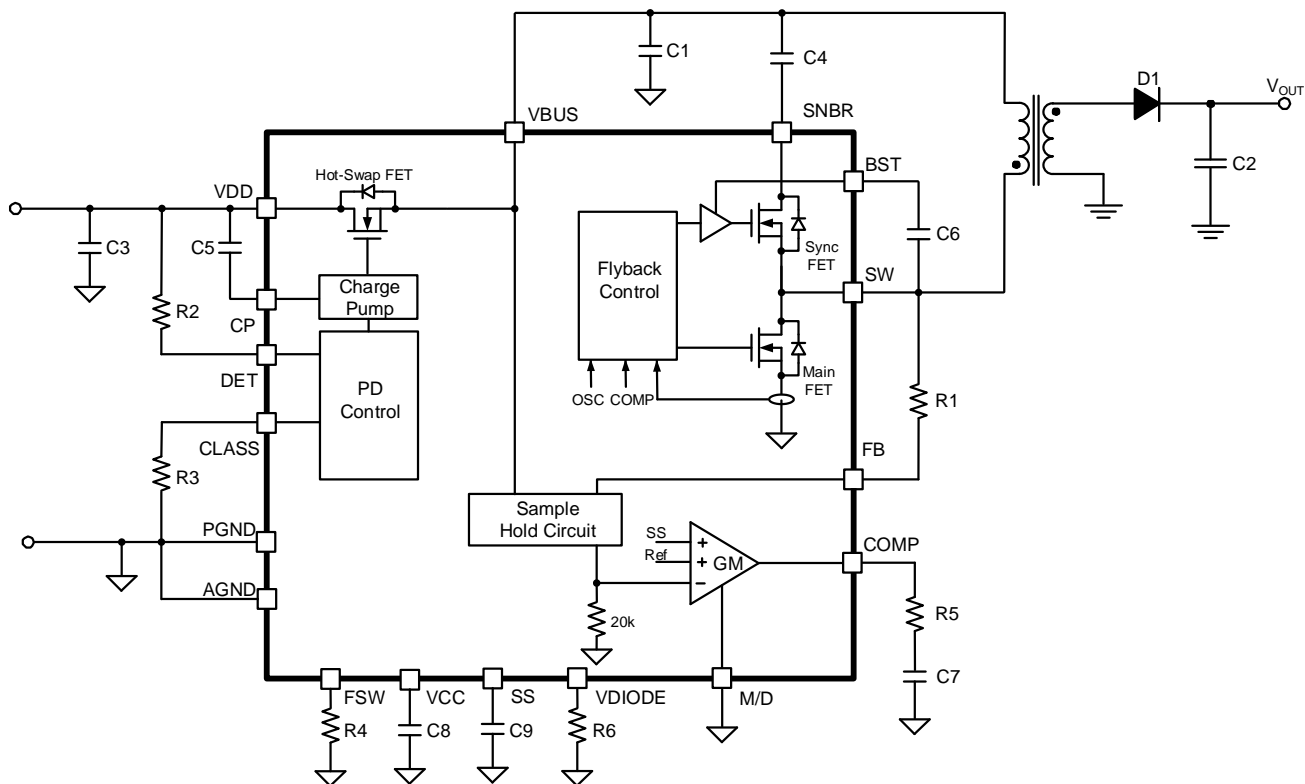 C1
C4
D1
VOUT
C2
VBUS
SNBR
BST
VDD
Hot-Swap FET
C3
C5
C6
Sync
FET
Flyback
Control
SW
Charge
Pump
R2
CP
DET
PD
Control
Main
FET
OSC COMP
R1
CLASS
FB
R3
Sample
Hold Circuit
PGND
SS
+
COMP
Ref
+
GM
−
AGND
20k
R5
C7
FSW
VCC
SS
VDIODE
M/D
R4
C8
C9
R6